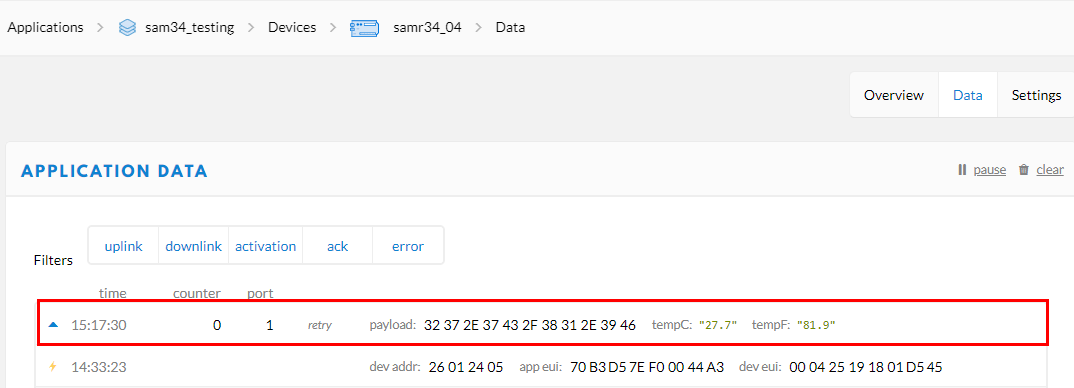 Applications > sam34_testing > Devices > samr34_04 > Data
Overview Data Settings
APPLICATION DATA pause clear
Filters uplink downlink activation ack error
time counter port
15:17:30 0 1 retry payload: 32 37 2E 37 43 2F 38 31 2E 39 46 tempC: "27.7" tempF: "81.9"
14:33:23 dev addr: 26 01 24 05 app eui: 70 B3 D5 7E F0 00 44 A3 dev eui: 00 04 25 19 18 01 D5 45